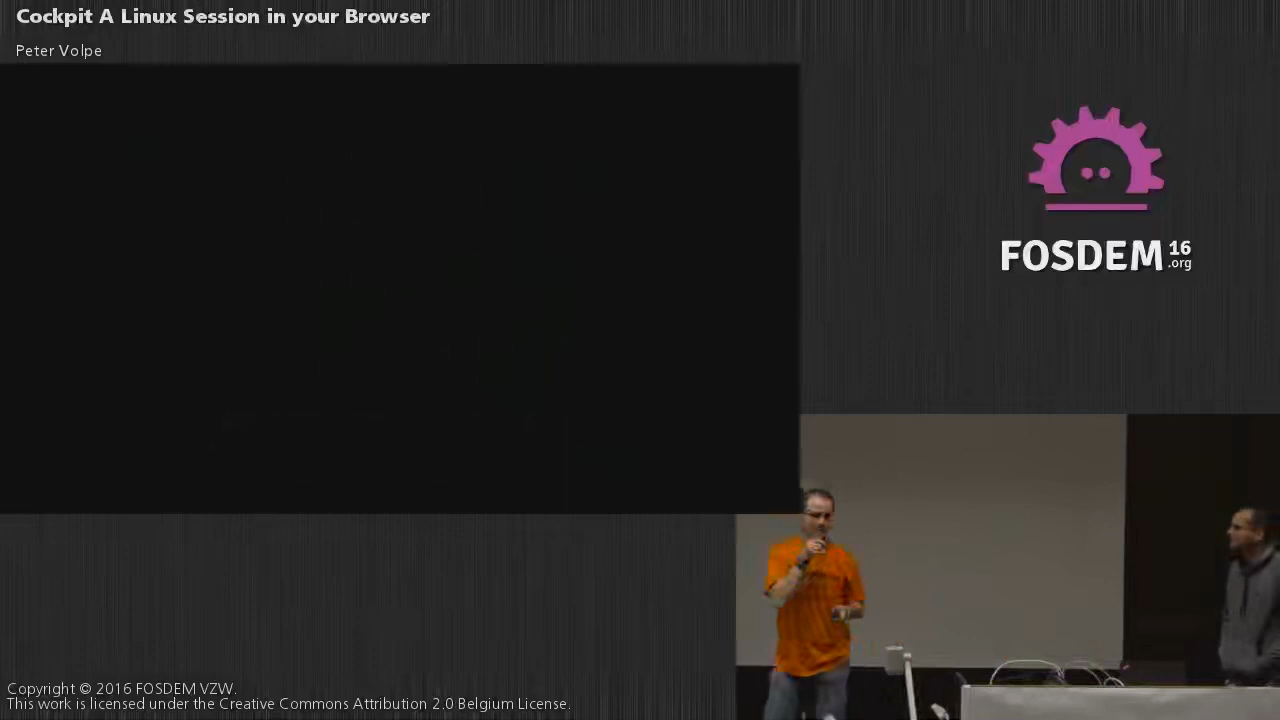 Cockpit A Linux Session in your Browser
Peter Volpe
FOSDEM 16
.org
Copyright © 2016 FOSDEM VZW.
This work is licensed under the Creative Commons Attribution 2.0 Belgium License.